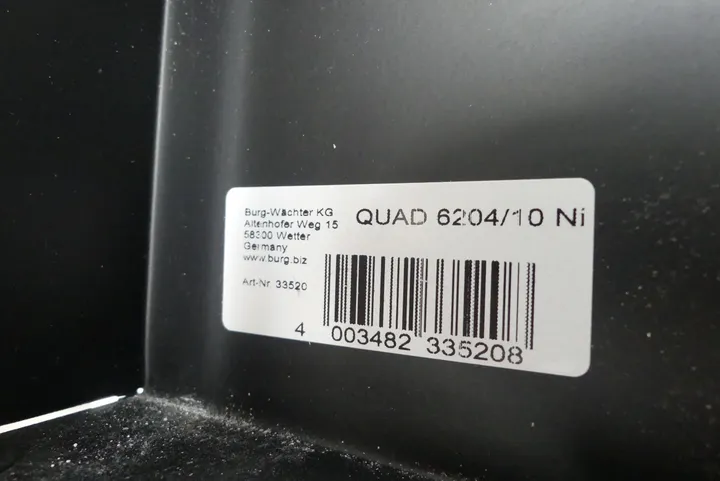 Burg-Wächter KG
Altenhofer Weg 15
58300 Wetter
Germany
www.burg.biz
Art-Nr 33520
QUAD 6204/10 Ni
4 003482 335208